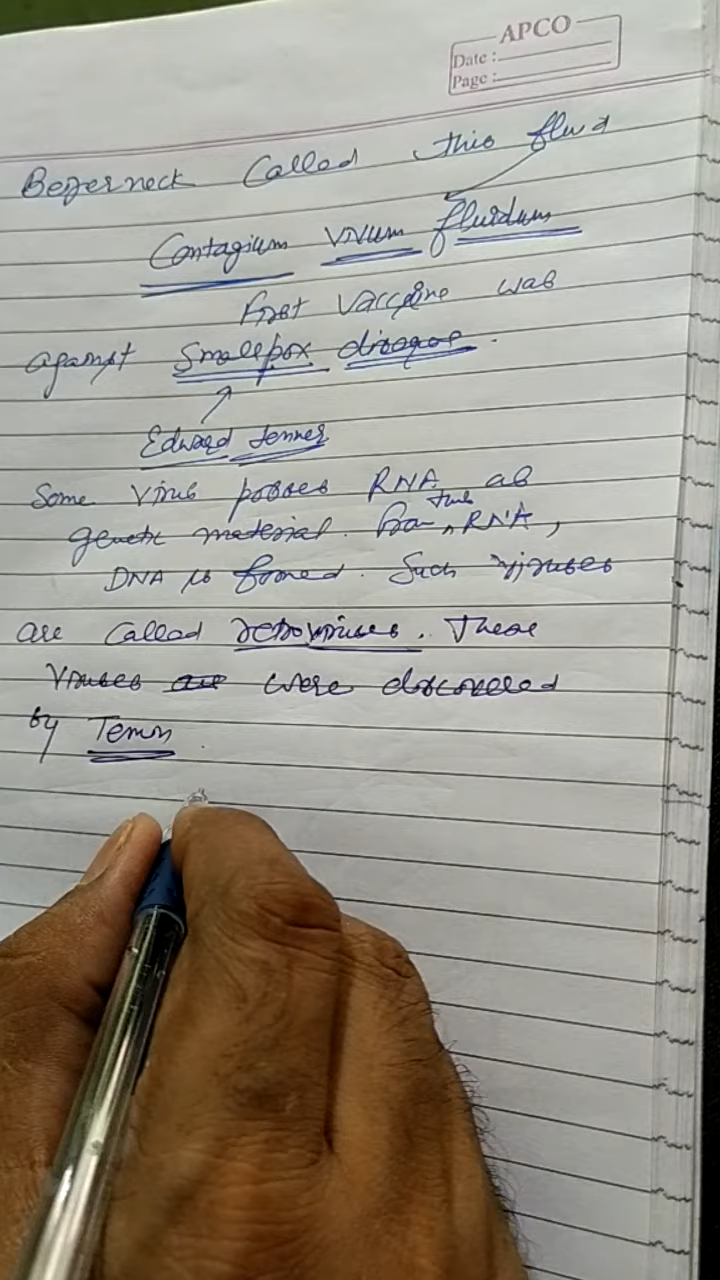 APCO
Date :
Page :
Bejerneck Called this fluid
Contagium vivum fluidum
First vaccine was
against Smallpox disease.
Edward Jenner
Some virus posses RNA as
genetic material. From this RNA,
DNA is formed. Such viruses
are called retroviruses. These
viruses are were discovered
by Temin